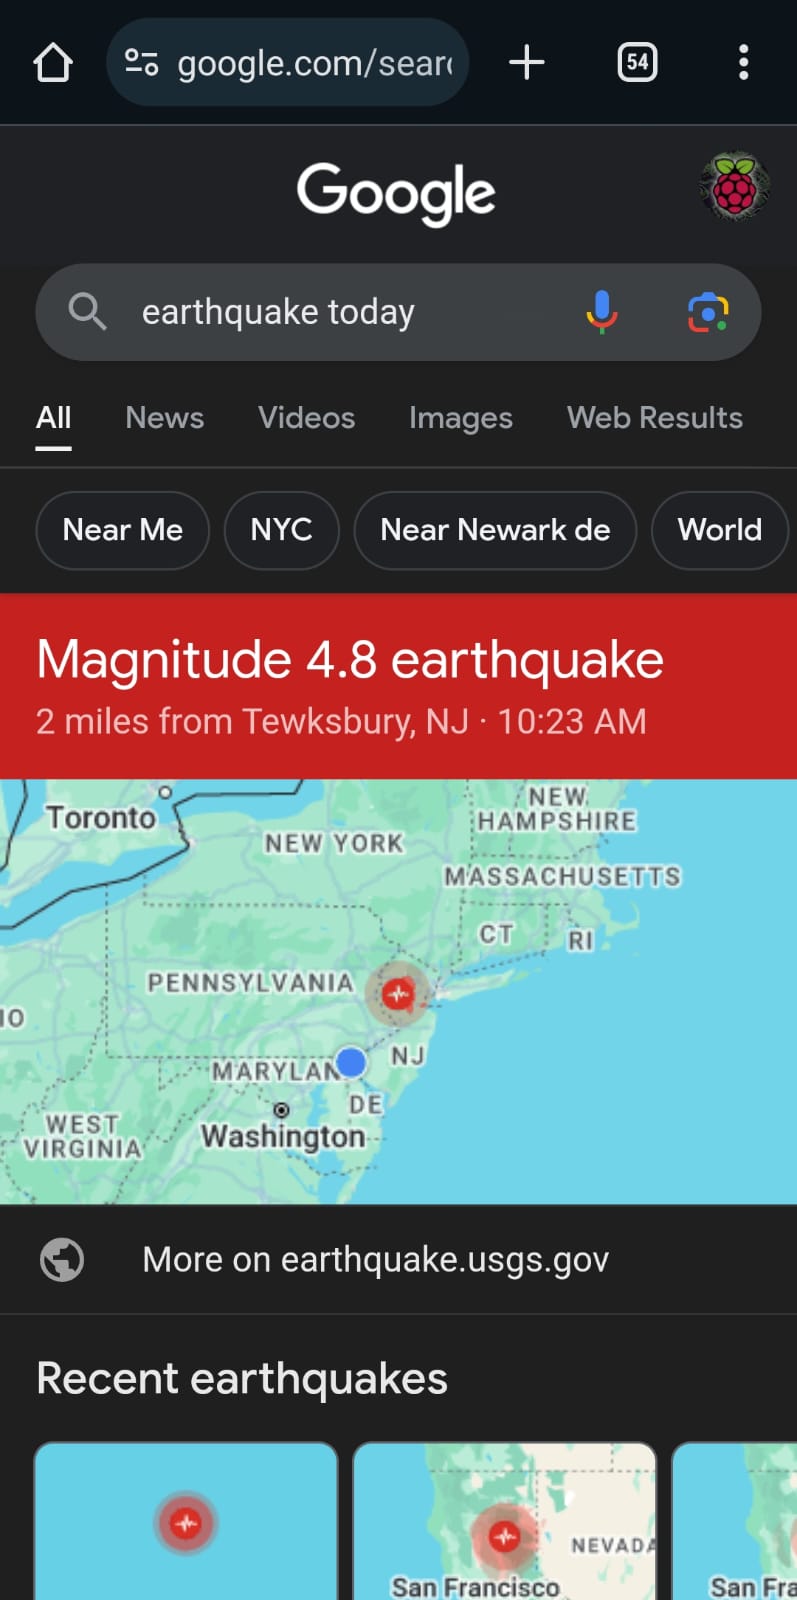 google.com/sear
54
Google
earthquake today
All News Videos Images Web Results
Near Me NYC Near Newark de World
Magnitude 4.8 earthquake
2 miles from Tewksbury, NJ · 10:23 AM
Toronto
NEW YORK
NEW
HAMPSHIRE
MASSACHUSETTS
CT
RI
PENNSYLVANIA
IO
NJ
MARYLAN
DE
WEST
VIRGINIA
Washington
More on earthquake.usgs.gov
Recent earthquakes
NEVADA
San Francisco
San Fra